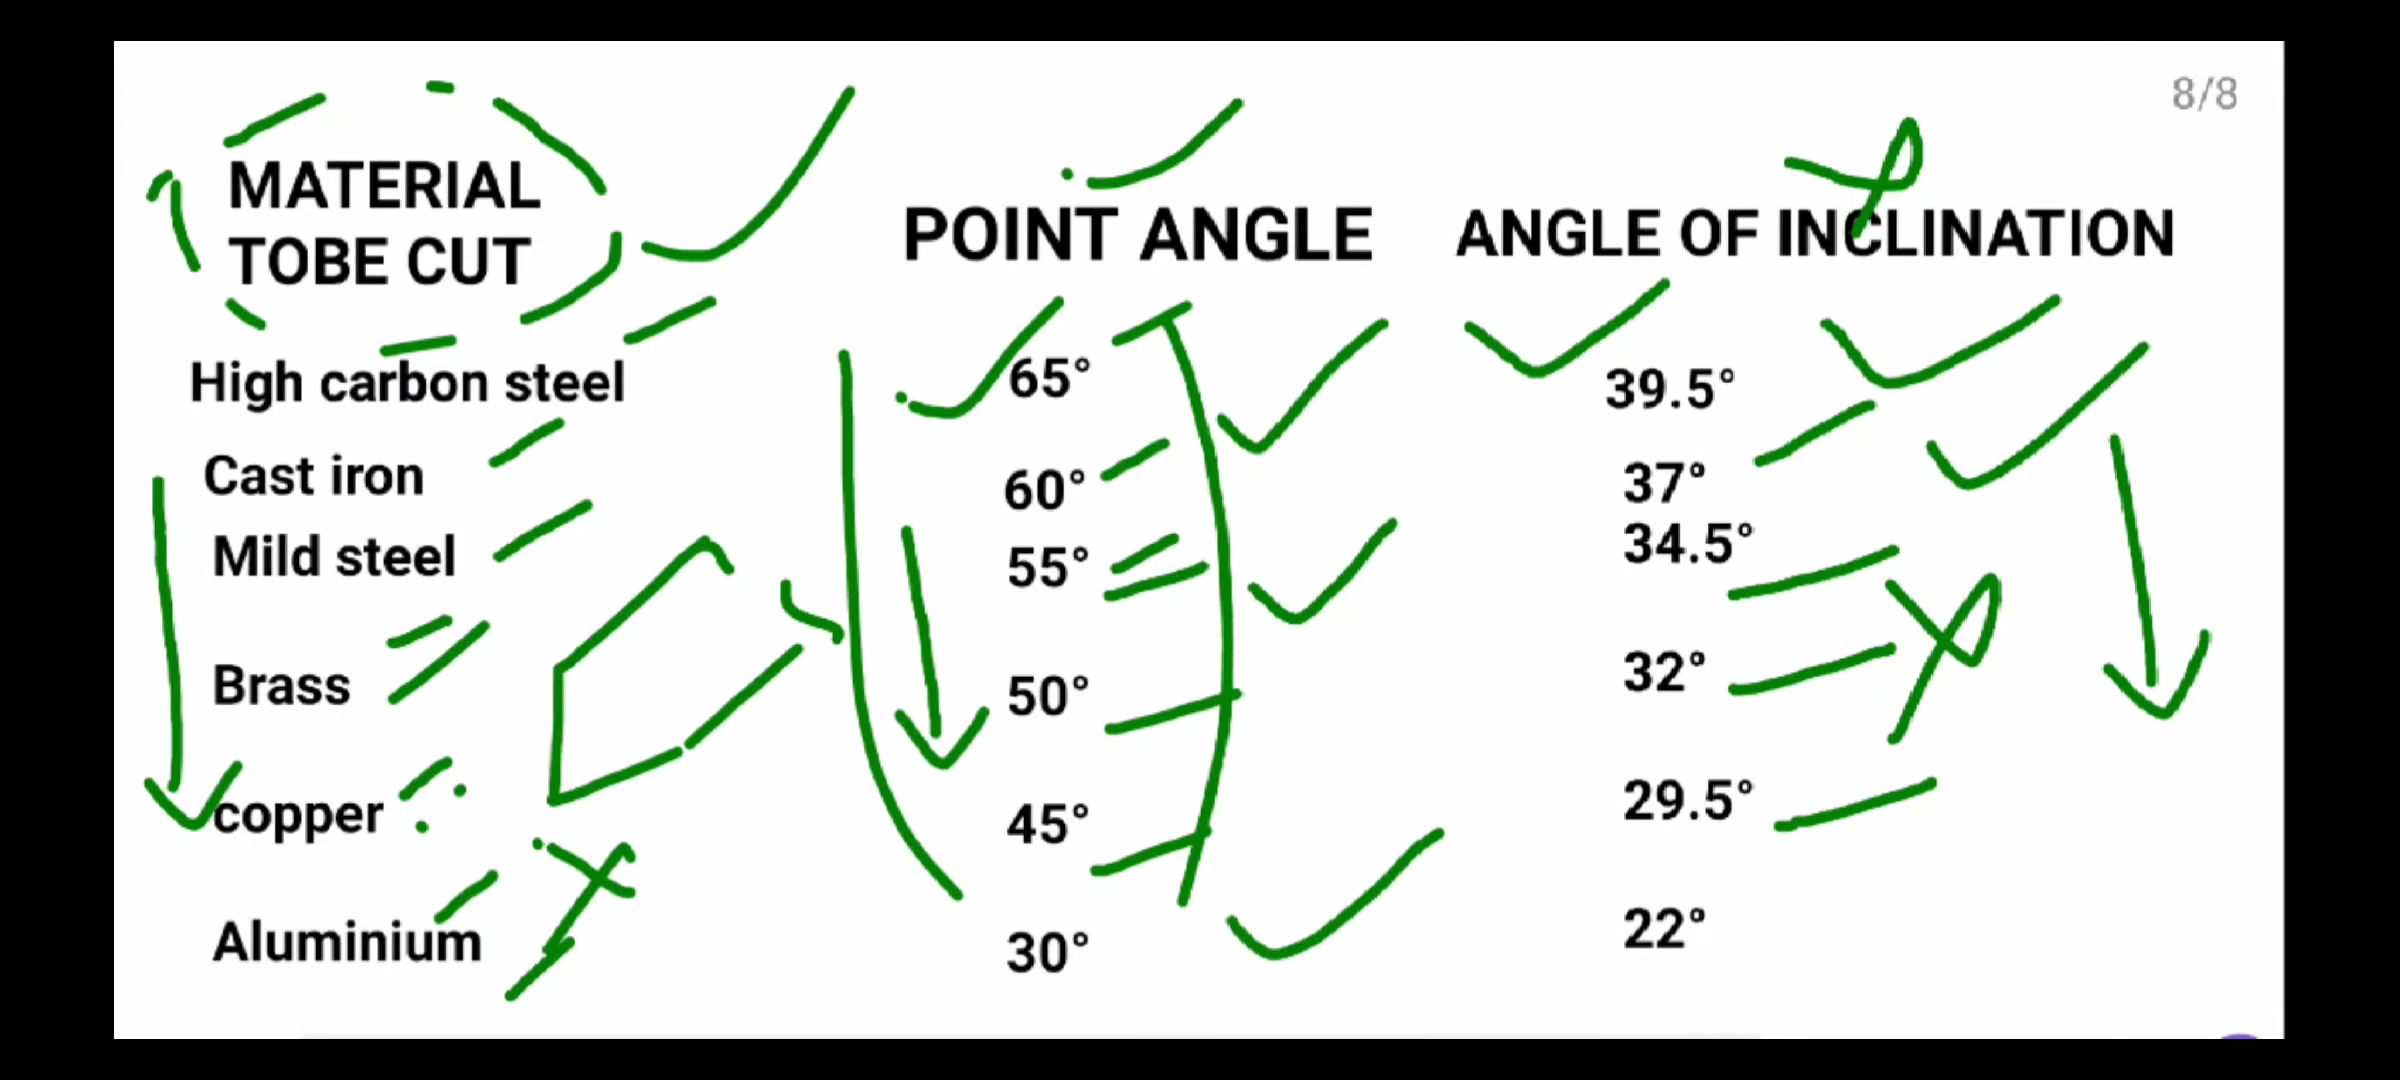 8/8
MATERIAL
TOBE CUT
POINT ANGLE
ANGLE OF INCLINATION
High carbon steel 65° 39.5°
Cast iron 60° 37°
Mild steel 55° 34.5°
Brass 50° 32°
copper 45° 29.5°
Aluminium 30° 22°